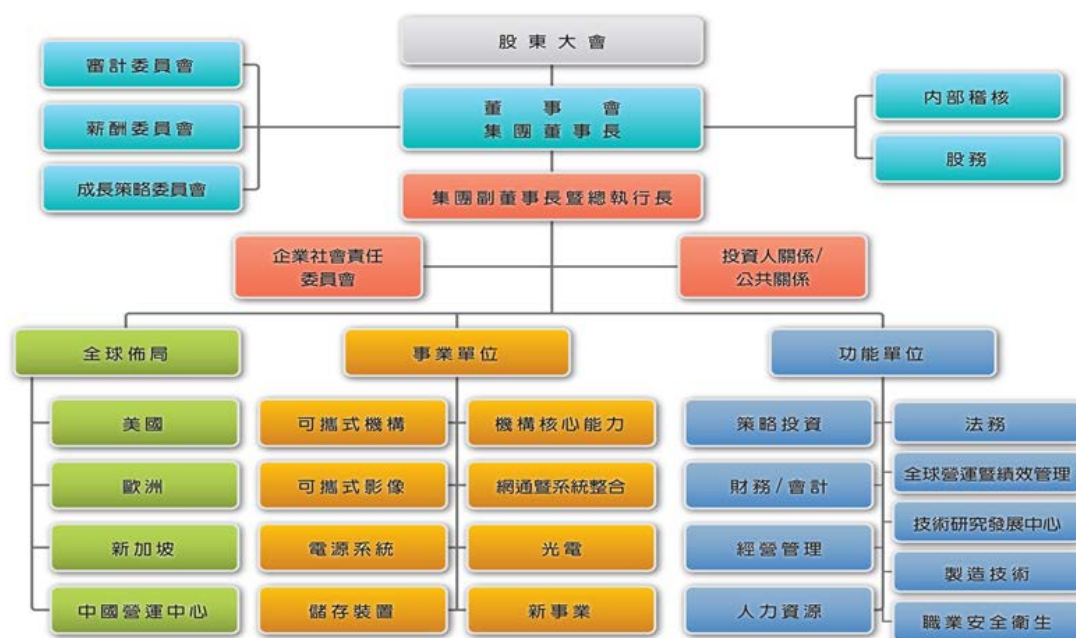 股東大會
審計委員會
薪酬委員會
成長策略委員會
董事會
集團董事長
內部稽核
股務
集團副董事長暨總執行長
企業社會責任
委員會
投資人關係/
公共關係
全球佈局
美國
歐洲
新加坡
中國營運中心
事業單位
可攜式機構
可攜式影像
電源系統
儲存裝置
機構核心能力
網通暨系統整合
光電
新事業
功能單位
策略投資
財務/會計
經營管理
人力資源
法務
全球營運暨績效管理
技術研究發展中心
製造技術
職業安全衛生